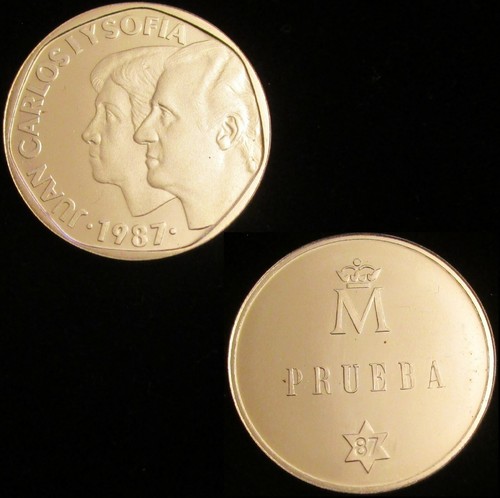 JUAN CARLOS I Y SOFIA
· 1987 ·
M
PRUEBA
87